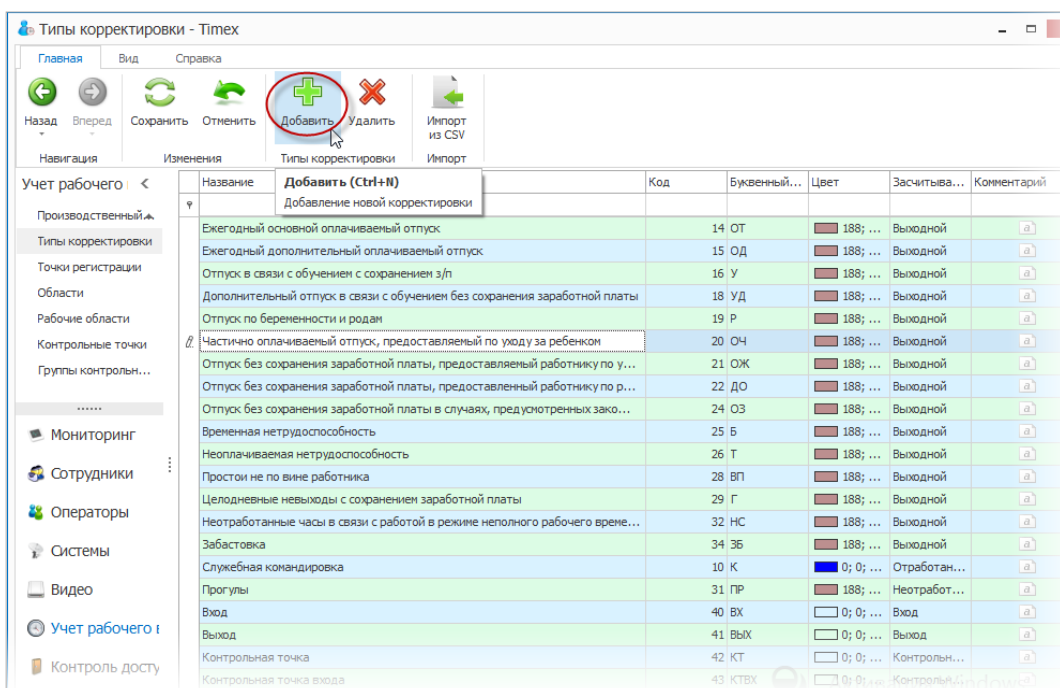 Типы корректировки - Timex
Главная Вид Справка
Назад Вперед Сохранить Отменить Добавить Удалить Импорт из CSV
Навигация Изменения Типы корректировки Импорт
Учет рабочего
Добавить (Ctrl+N)
Добавление новой корректировки
Название Код Буквенный... Цвет Засчитыва... Комментарий
Производственный
Типы корректировки
Точки регистрации
Области
Рабочие области
Контрольные точки
Группы контрольн...
Мониторинг
Сотрудники
Операторы
Системы
Видео
Учет рабочего в
Контроль досту
Ежегодный основной оплачиваемый отпуск 14 ОТ 188; ... Выходной
Ежегодный дополнительный оплачиваемый отпуск 15 ОД 188; ... Выходной
Отпуск в связи с обучением с сохранением з/п 16 У 188; ... Выходной
Дополнительный отпуск в связи с обучением без сохранения заработной платы 18 УД 188; ... Выходной
Отпуск по беременности и родам 19 Р 188; ... Выходной
Частично оплачиваемый отпуск, предоставляемый по уходу за ребенком 20 ОЧ 188; ... Выходной
Отпуск без сохранения заработной платы, предоставляемый работнику по у... 21 ОЖ 188; ... Выходной
Отпуск без сохранения заработной платы, предоставленный работнику по р... 22 ДО 188; ... Выходной
Отпуск без сохранения заработной платы в случаях, предусмотренных зако... 24 ОЗ 188; ... Выходной
Временная нетрудоспособность 25 Б 188; ... Выходной
Неоплачиваемая нетрудоспособность 26 Т 188; ... Выходной
Простои не по вине работника 28 ВП 188; ... Выходной
Целодневные невыходы с сохранением заработной платы 29 Г 188; ... Выходной
Неотработанные часы в связи с работой в режиме неполного рабочего време... 32 НС 188; ... Выходной
Забастовка 34 ЗБ 188; ... Выходной
Служебная командировка 10 К 0; 0; ... Отработан...
Прогулы 31 ПР 188; ... Неотработ...
Вход 40 ВХ 0; 0; ... Вход
Выход 41 ВЫХ 0; 0; ... Выход
Контрольная точка 42 КТ 0; 0; ... Контрольн...
Контрольная точка входа 43 КТВХ 0; 0; ... Контрольн...